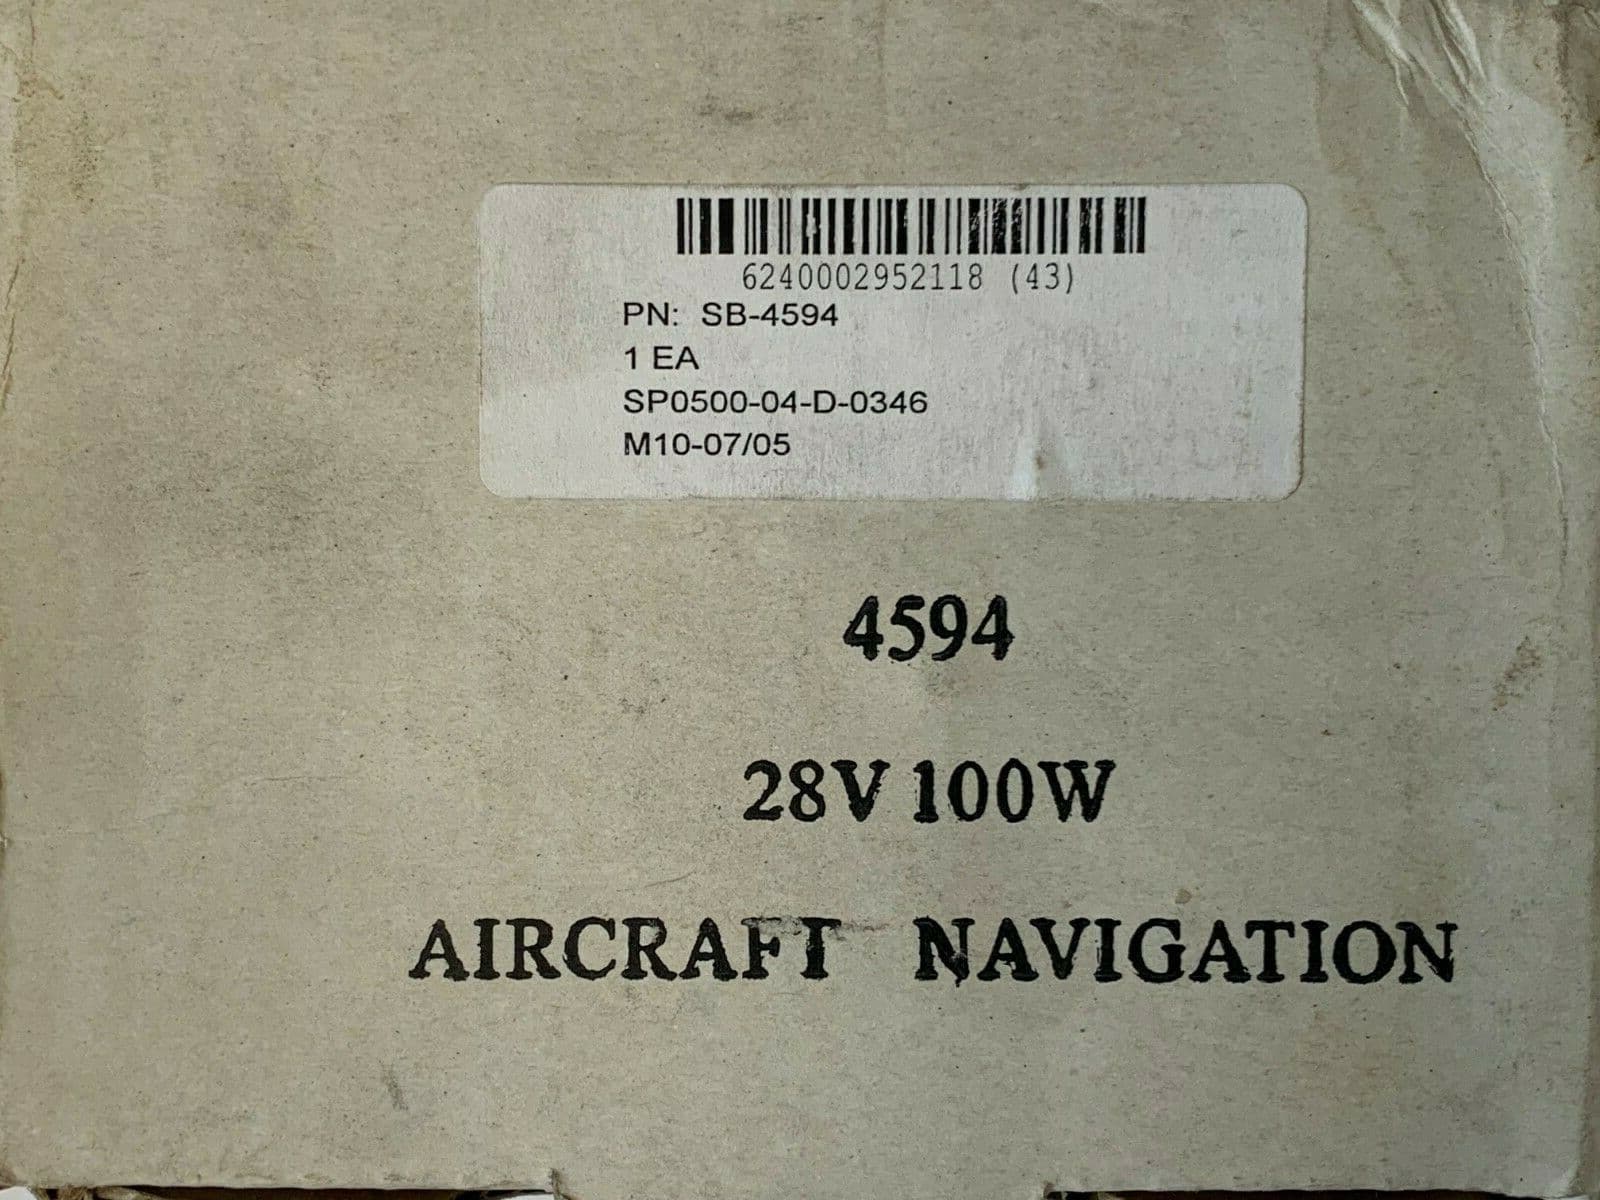 6240002952118 (43)
PN: SB-4594
1 EA
SP0500-04-D-0346
M10-07/05
4594
28V 100W
AIRCRAFT NAVIGATION